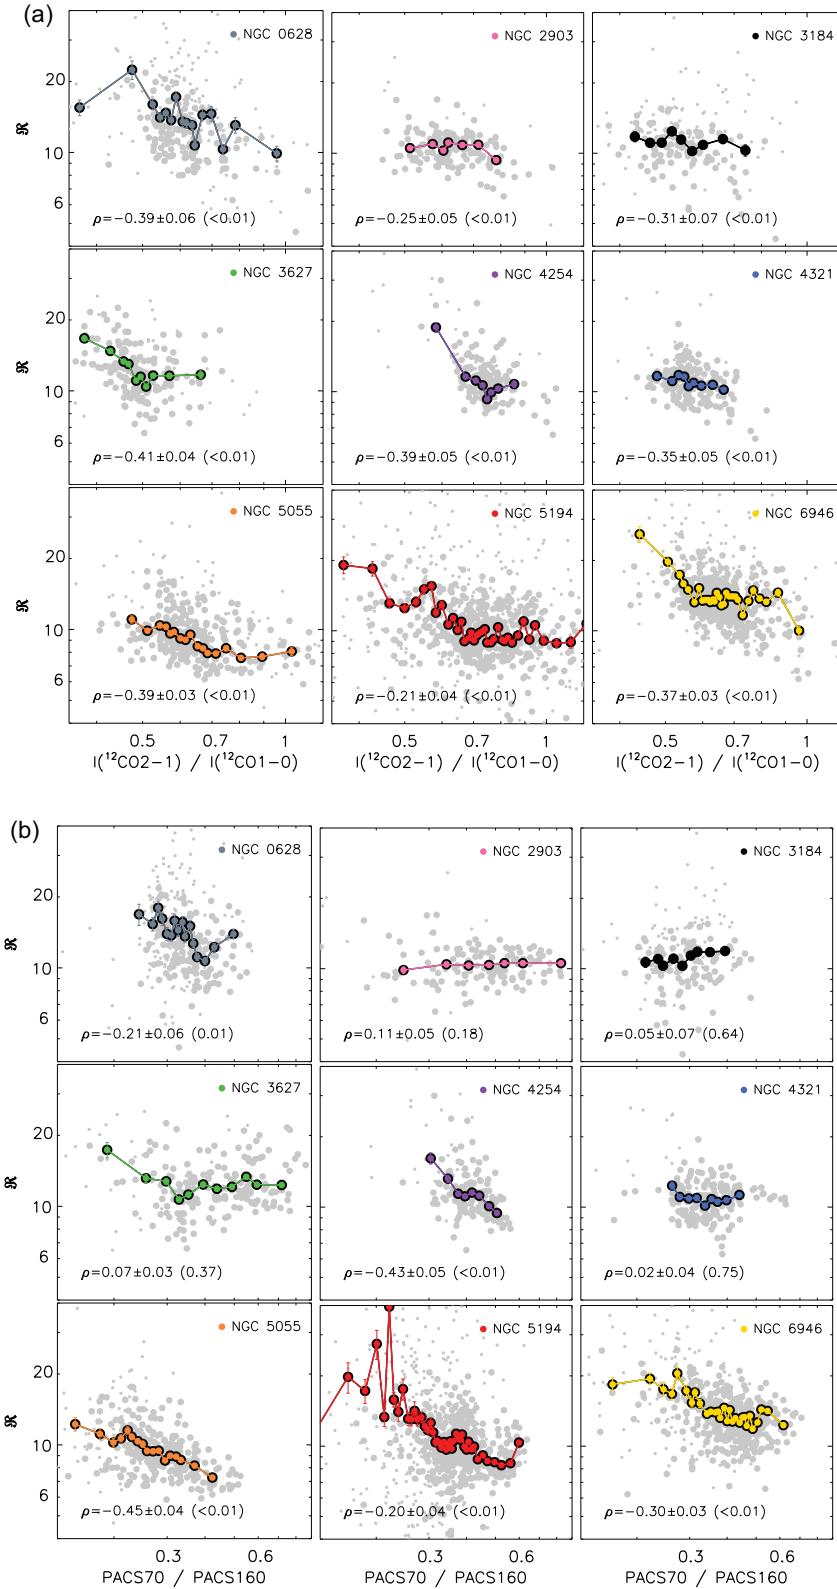 (a)
NGC 0628
NGC 2903
NGC 3184
20
10
6
ℜ
ρ=−0.39±0.06 (<0.01)
ρ=−0.25±0.05 (<0.01)
ρ=−0.31±0.07 (<0.01)
NGC 3627
NGC 4254
NGC 4321
20
10
6
ℜ
ρ=−0.41±0.04 (<0.01)
ρ=−0.39±0.05 (<0.01)
ρ=−0.35±0.05 (<0.01)
NGC 5055
NGC 5194
NGC 6946
20
10
6
ℜ
ρ=−0.39±0.03 (<0.01)
ρ=−0.21±0.04 (<0.01)
ρ=−0.37±0.03 (<0.01)
0.5 0.7 1 0.5 0.7 1 0.5 0.7 1
I(¹²CO2−1) / I(¹²CO1−0) I(¹²CO2−1) / I(¹²CO1−0) I(¹²CO2−1) / I(¹²CO1−0)
(b)
NGC 0628
NGC 2903
NGC 3184
20
10
6
ℜ
ρ=−0.21±0.06 (0.01)
ρ=0.11±0.05 (0.18)
ρ=0.05±0.07 (0.64)
NGC 3627
NGC 4254
NGC 4321
20
10
6
ℜ
ρ=0.07±0.03 (0.37)
ρ=−0.43±0.05 (<0.01)
ρ=0.02±0.04 (0.75)
NGC 5055
NGC 5194
NGC 6946
20
10
6
ℜ
ρ=−0.45±0.04 (<0.01)
ρ=−0.20±0.04 (<0.01)
ρ=−0.30±0.03 (<0.01)
0.3 0.6 0.3 0.6 0.3 0.6
PACS70 / PACS160 PACS70 / PACS160 PACS70 / PACS160